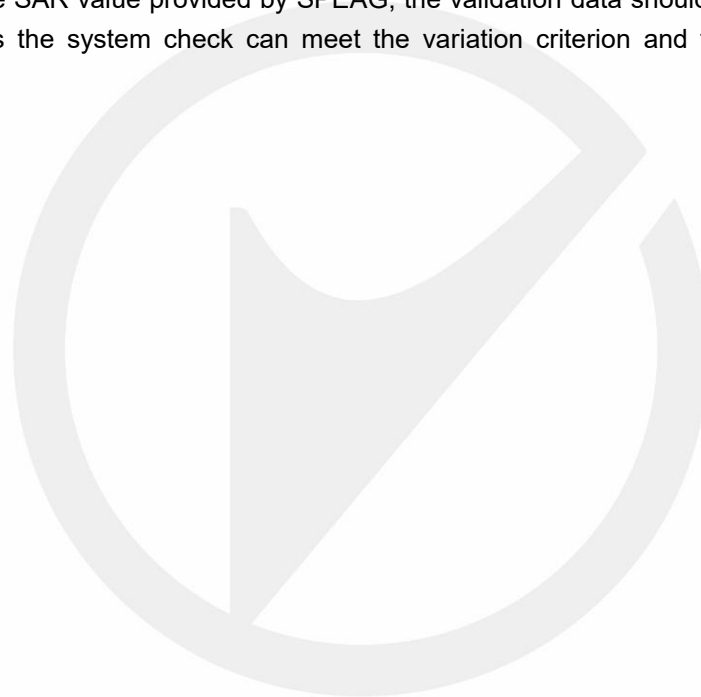 SAR value provided by SPEAG, the validation data should
the system check can meet the variation criterion and